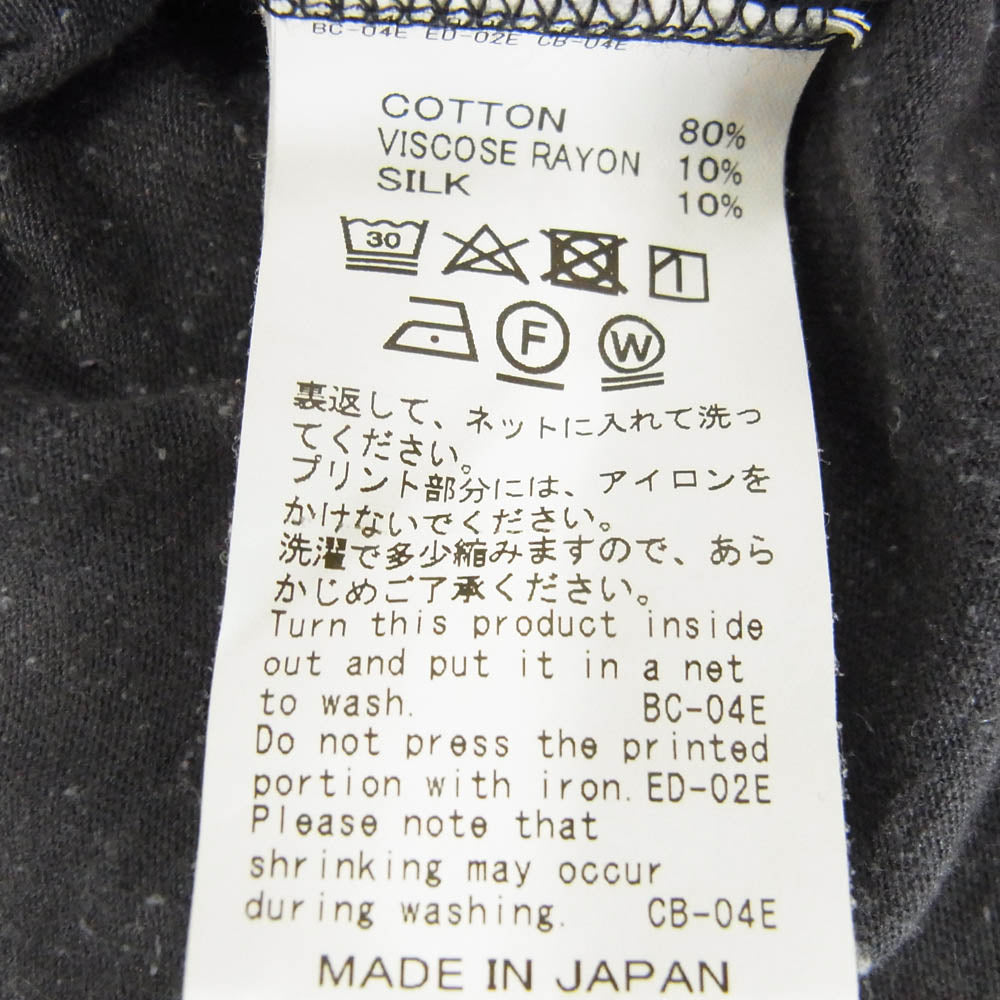 BC-04E ED-02E CB-04E
COTTON 80%
VISCOSE RAYON 10%
SILK 10%
30
F W
裏返して、ネットに入れて洗っ
てください。
プリント部分には、アイロンを
かけないでください。
洗濯で多少縮みますので、あら
かじめご了承ください。
Turn this product inside
out and put it in a net
to wash. BC-04E
Do not press the printed
portion with iron. ED-02E
Please note that
shrinking may occur
during washing. CB-04E
MADE IN JAPAN